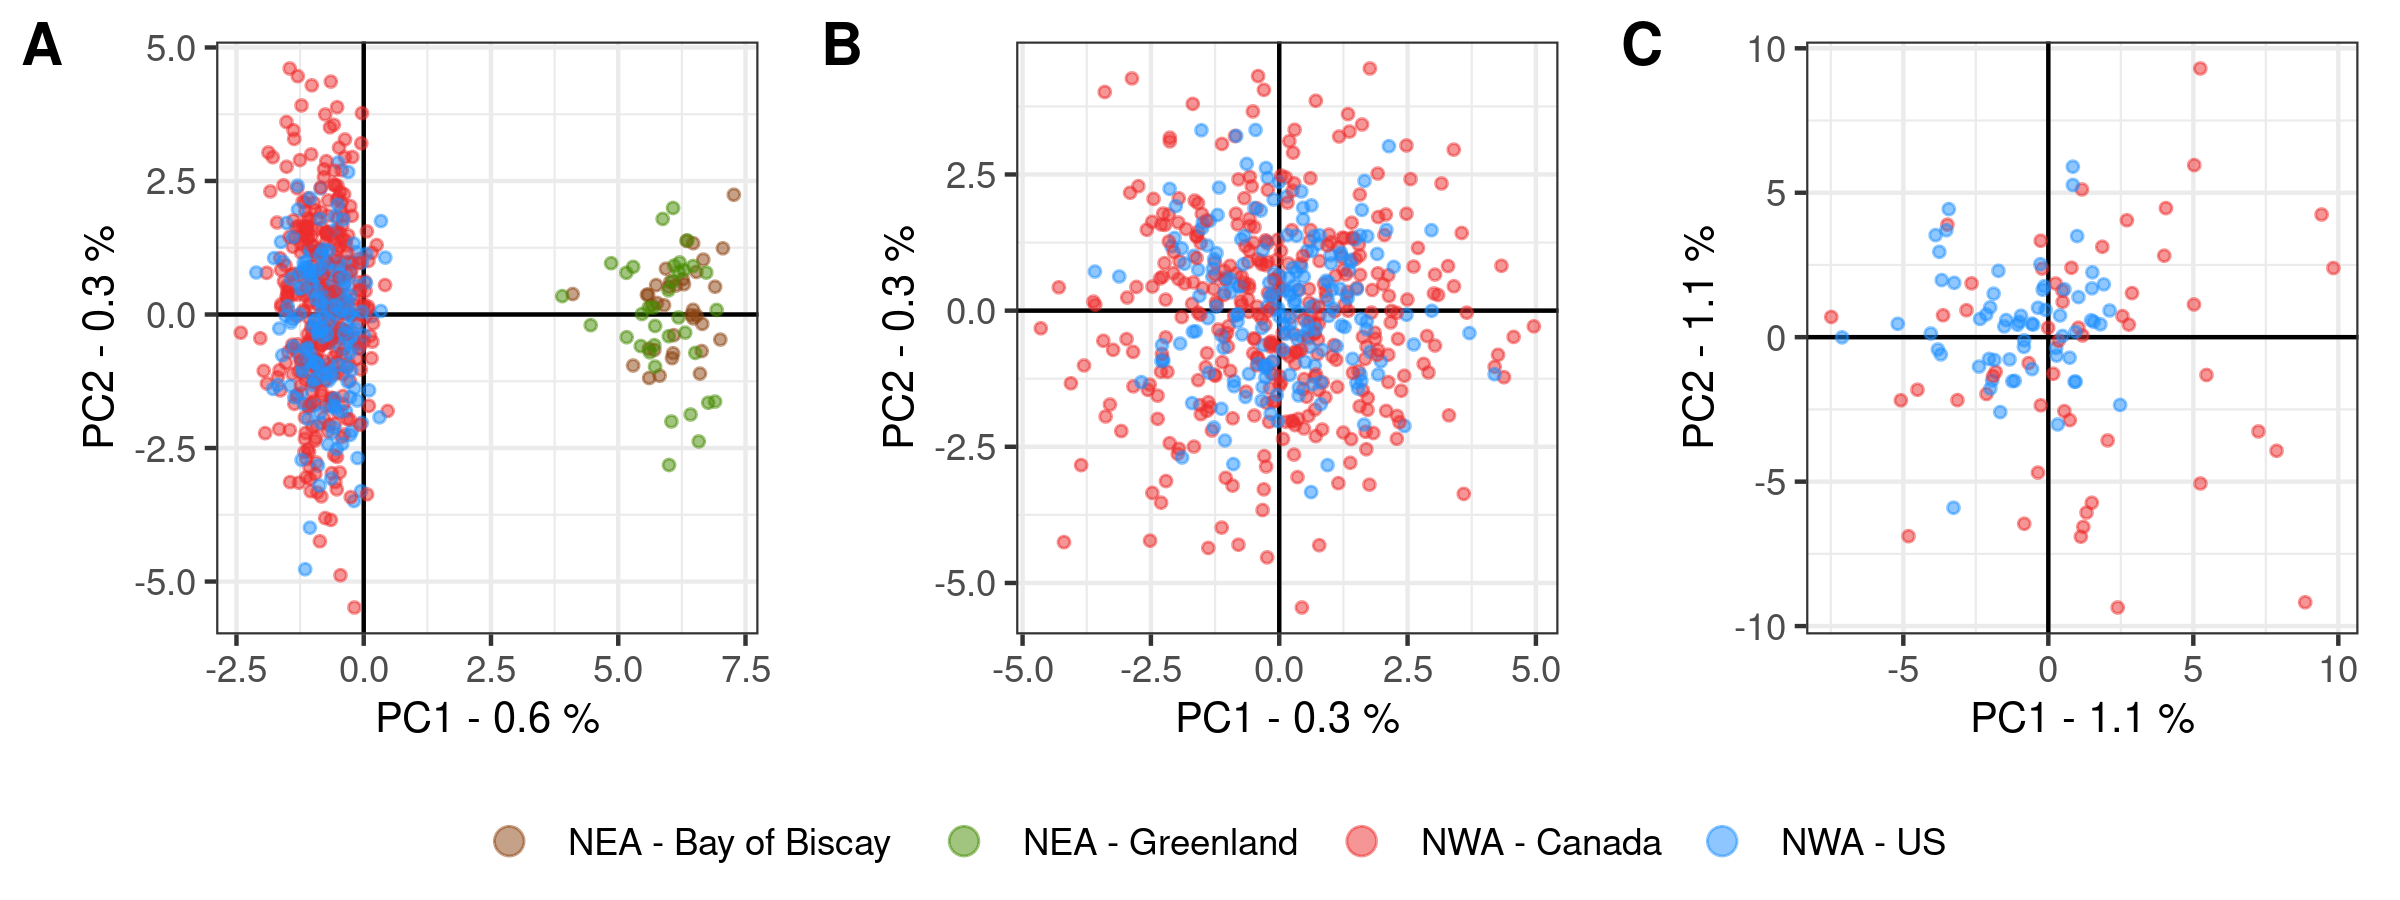 A
B
C
5.0
2.5
0.0
-2.5
-5.0
PC2 - 0.3 %
-2.5
0.0
2.5
5.0
7.5
PC1 - 0.6 %
2.5
0.0
-2.5
-5.0
PC2 - 0.3 %
-5.0
-2.5
0.0
2.5
5.0
PC1 - 0.3 %
10
5
0
-5
-10
PC2 - 1.1 %
-5
0
5
10
PC1 - 1.1 %
NEA - Bay of Biscay
NEA - Greenland
NWA - Canada
NWA - US